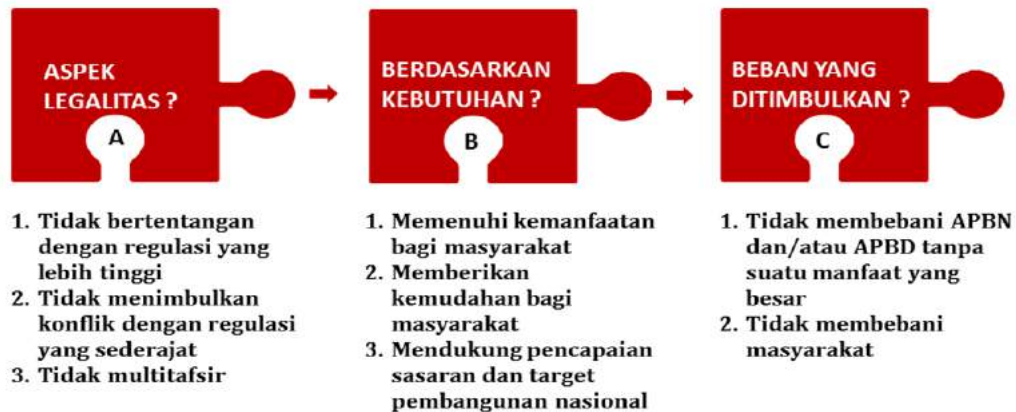 ASPEK
LEGALITAS ?
A
1. Tidak bertentangan
dengan regulasi yang
lebih tinggi
2. Tidak menimbulkan
konflik dengan regulasi
yang sederajat
3. Tidak multitafsir
BERDASARKAN
KEBUTUHAN ?
B
1. Memenuhi kemanfaatan
bagi masyarakat
2. Memberikan
kemudahan bagi
masyarakat
3. Mendukung pencapaian
sasaran dan target
pembangunan nasional
BEBAN YANG
DITIMBULKAN ?
C
1. Tidak membebani APBN
dan/atau APBD tanpa
suatu manfaat yang
besar
2. Tidak membebani
masyarakat